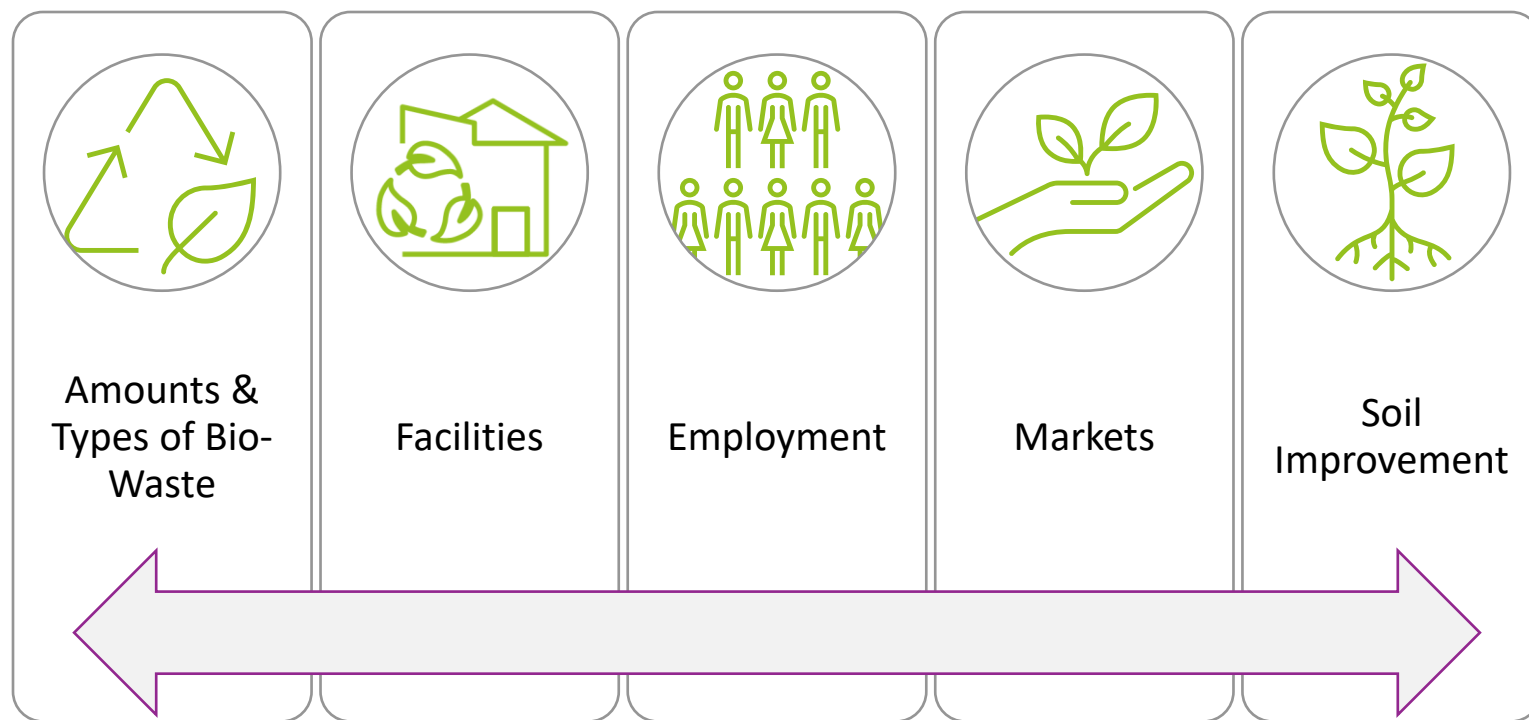 Amounts &
Types of Bio-
Waste
Facilities
Employment
Markets
Soil
Improvement